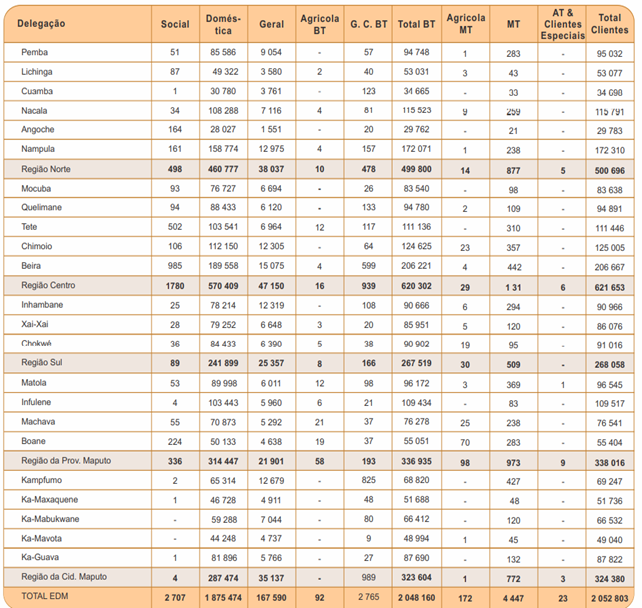 Delegação Social Domés-tica Geral Agricola BT G. C. BT Total BT Agricola MT MT AT & Clientes Especiais Total Clientes
Pemba 51 85 586 9 054 - 57 94 748 1 283 - 95 032
Lichinga 87 49 322 3 580 2 40 53 031 3 43 - 53 077
Cuamba 1 30 780 3 761 - 123 34 665 - 33 - 34 698
Nacala 34 108 288 7 116 4 81 115 523 9 259 - 115 791
Angoche 164 28 027 1 551 - 20 29 762 - 21 - 29 783
Nampula 161 158 774 12 975 4 157 172 071 1 238 - 172 310
Região Norte 498 460 777 38 037 10 478 499 800 14 877 5 500 696
Mocuba 93 76 727 6 694 - 26 83 540 - 98 - 83 638
Quelimane 94 88 433 6 120 - 133 94 780 2 109 - 94 891
Tete 502 103 541 6 964 12 117 111 136 - 310 - 111 446
Chimoio 106 112 150 12 305 - 64 124 625 23 357 - 125 005
Beira 985 189 558 15 075 4 599 206 221 4 442 - 206 667
Região Centro 1780 570 409 47 150 16 939 620 302 29 1 31 6 621 653
Inhambane 25 78 214 12 319 - 108 90 666 6 294 - 90 966
Xai-Xai 28 79 252 6 648 3 20 85 951 5 120 - 86 076
Chokwé 36 84 433 6 390 5 38 90 902 19 95 - 91 016
Região Sul 89 241 899 25 357 8 166 267 519 30 509 - 268 058
Matola 53 89 998 6 011 12 98 96 172 3 369 1 96 545
Infulene 4 103 443 5 960 6 21 109 434 - 83 - 109 517
Machava 55 70 873 5 292 21 37 76 278 25 238 - 76 541
Boane 224 50 133 4 638 19 37 55 051 70 283 - 55 404
Região da Prov. Maputo 336 314 447 21 901 58 193 336 935 98 973 9 338 016
Kampfumo 2 65 314 12 679 825 68 820 - 427 - 69 247
Ka-Maxaquene 1 46 728 4 911 - 48 51 688 - 48 - 51 736
Ka-Mabukwane - 59 288 7 044 - 80 66 412 - 120 - 66 532
Ka-Mavota - 44 248 4 737 - 9 48 994 1 45 - 49 040
Ka-Guava 1 81 896 5 766 - 27 87 690 - 132 - 87 822
Região da Cid. Maputo 4 287 474 35 137 - 989 323 604 1 772 3 324 380
TOTAL EDM 2 707 1 875 474 167 590 92 2 765 2 048 160 172 4 447 23 2 052 803